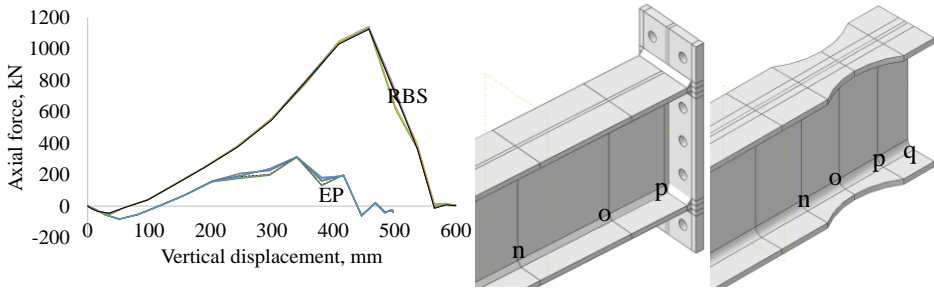 1200
1000
800
600
400
200
0
-200
Axial force, kN
RBS
EP
0 100 200 300 400 500 600
Vertical displacement, mm
n o p
n o p q